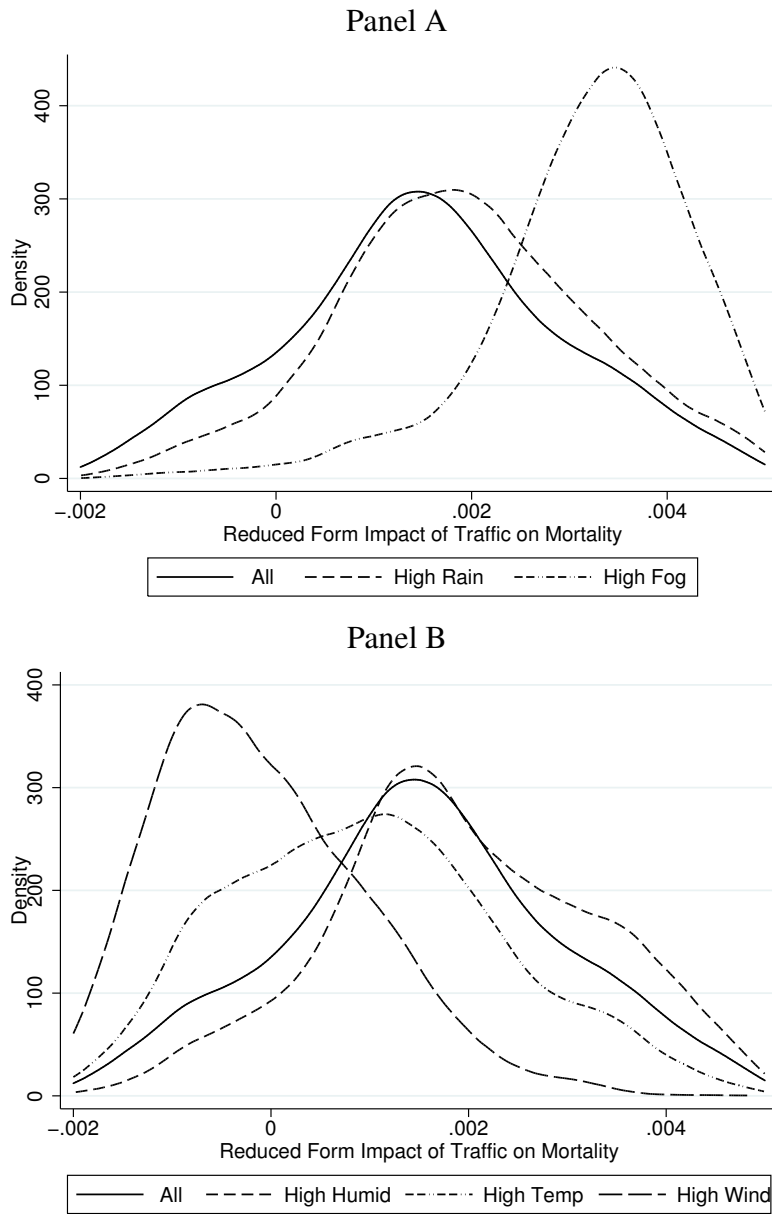 Panel A
400
300
200
100
0
Density
−.002 0 .002 .004
Reduced Form Impact of Traffic on Mortality
All High Rain High Fog
Panel B
400
300
200
100
0
Density
−.002 0 .002 .004
Reduced Form Impact of Traffic on Mortality
All High Humid High Temp High Wind